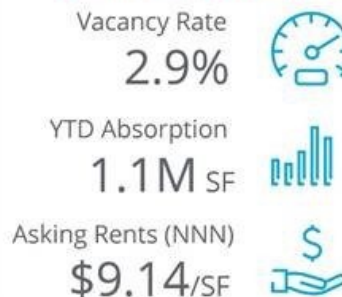 Vacancy Rate
2.9%
YTD Absorption
1.1M SF
Asking Rents (NNN)
$9.14/SF
$